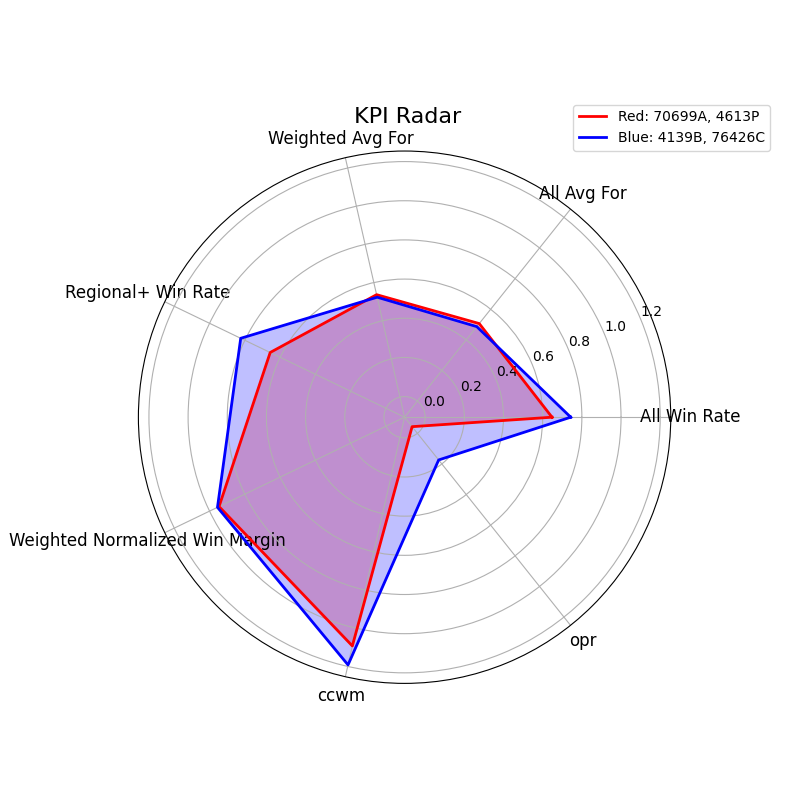 KPI Radar
Red: 70699A, 4613P
Blue: 4139B, 76426C
Weighted Avg For
All Avg For
Regional+ Win Rate
All Win Rate
Weighted Normalized Win Margin
ccwm
opr
0.0
0.2
0.4
0.6
0.8
1.0
1.2